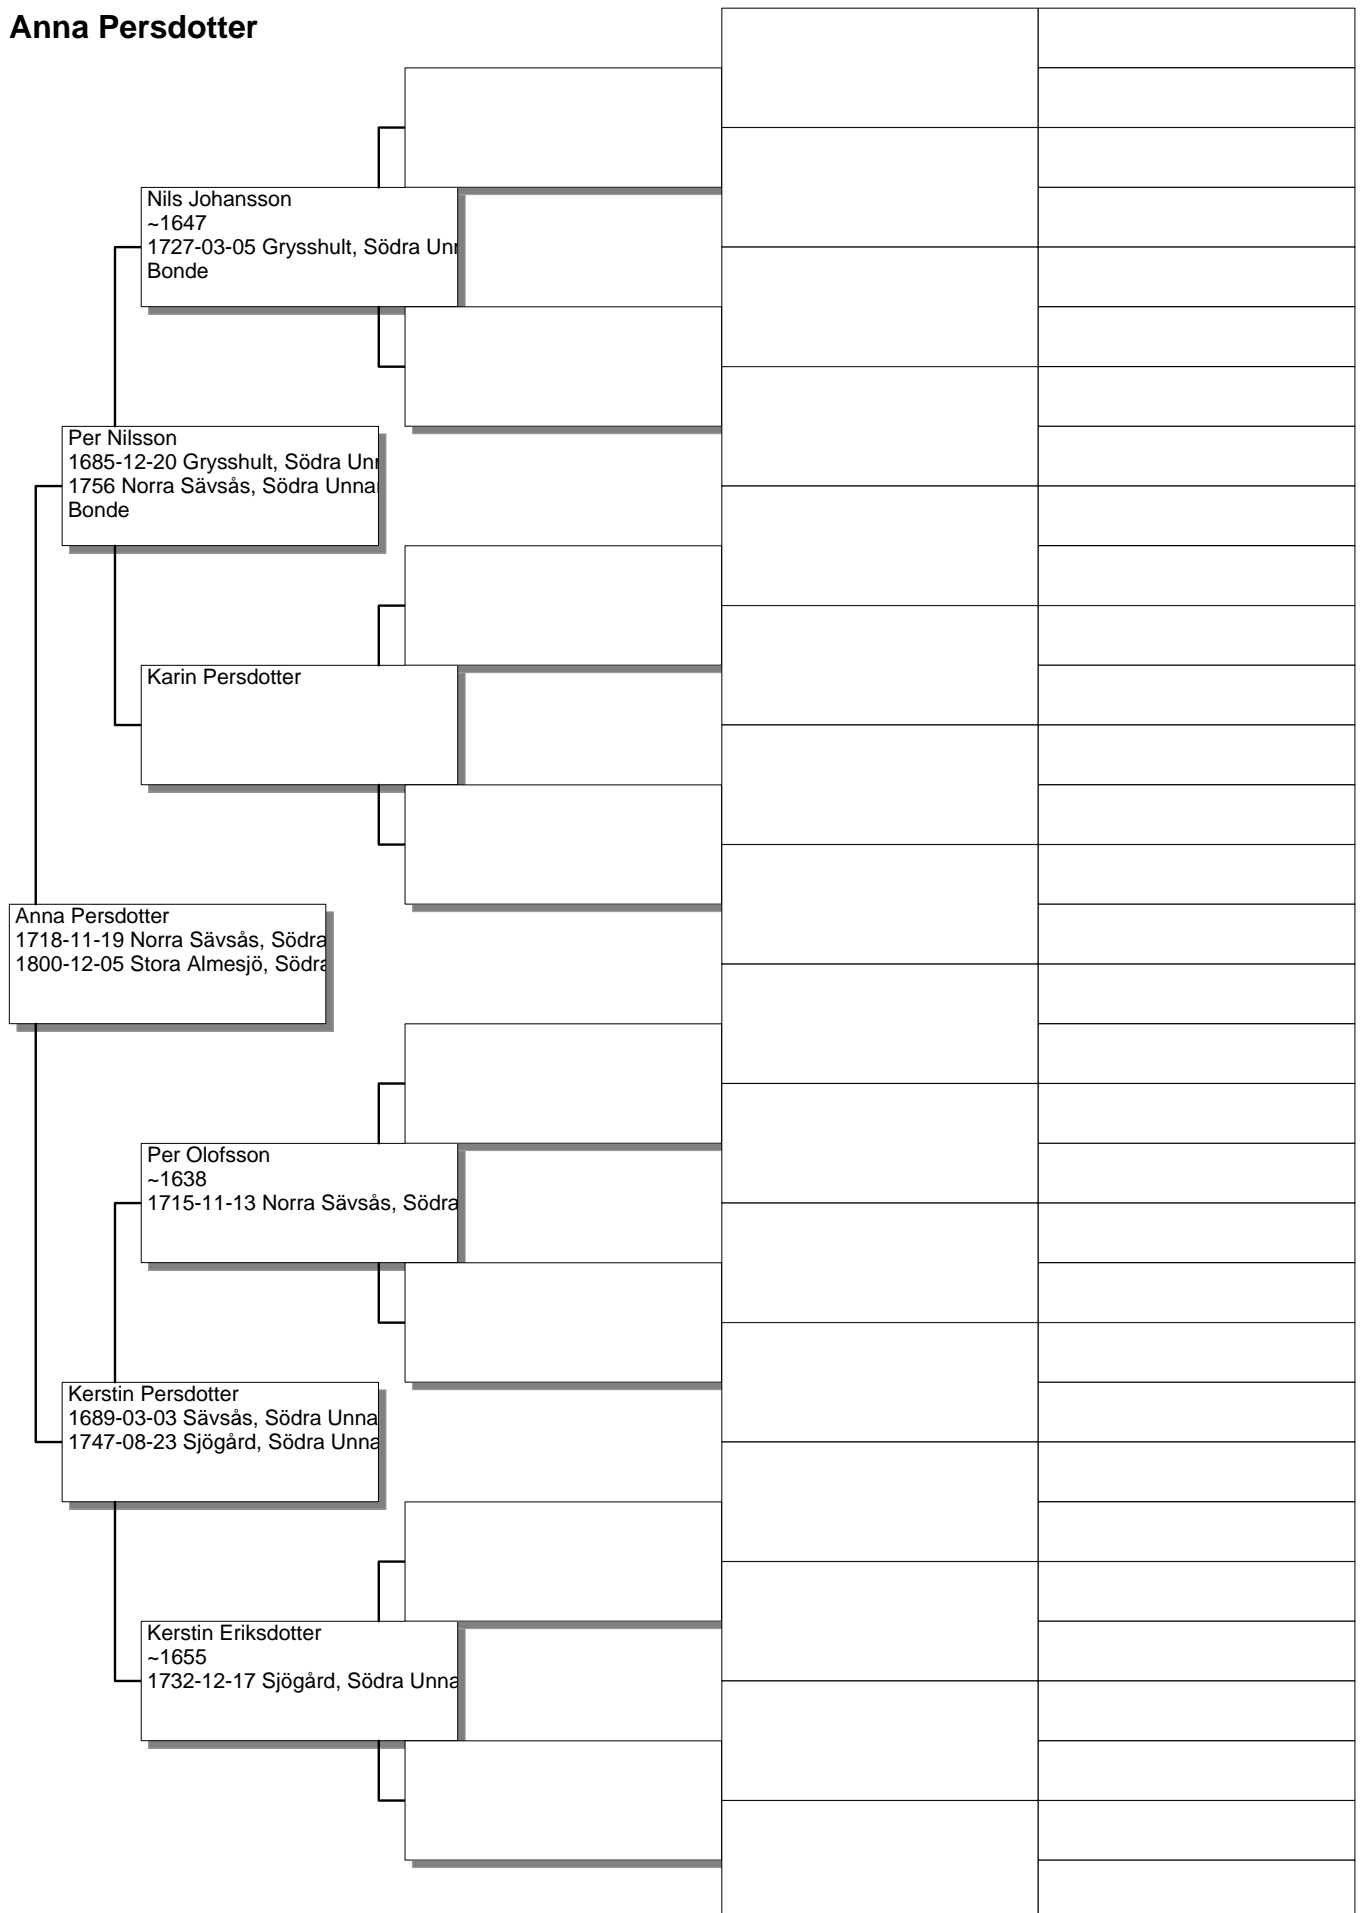 Anna Persdotter
Nils Johansson
~1647
1727-03-05 Grysshult, Södra
Bonde
Per Nilsson
1685-12-20 Grysshult, Södra
1756 Norra Sävsås, Södra
Bonde
Karin Persdotter
Anna Persdotter
1718-11-19 Norra Sävsås, Södra
1800-12-05 Stora Almesjö, Södra
Per Olofsson
~1638
1715-11-13 Norra Sävsås, Södra
Kerstin Persdotter
1689-03-03 Sävsås, Södra Unna
1747-08-23 Sjögård, Södra Unna
Kerstin Eriksdotter
~1655
1732-12-17 Sjögård, Södra Unna